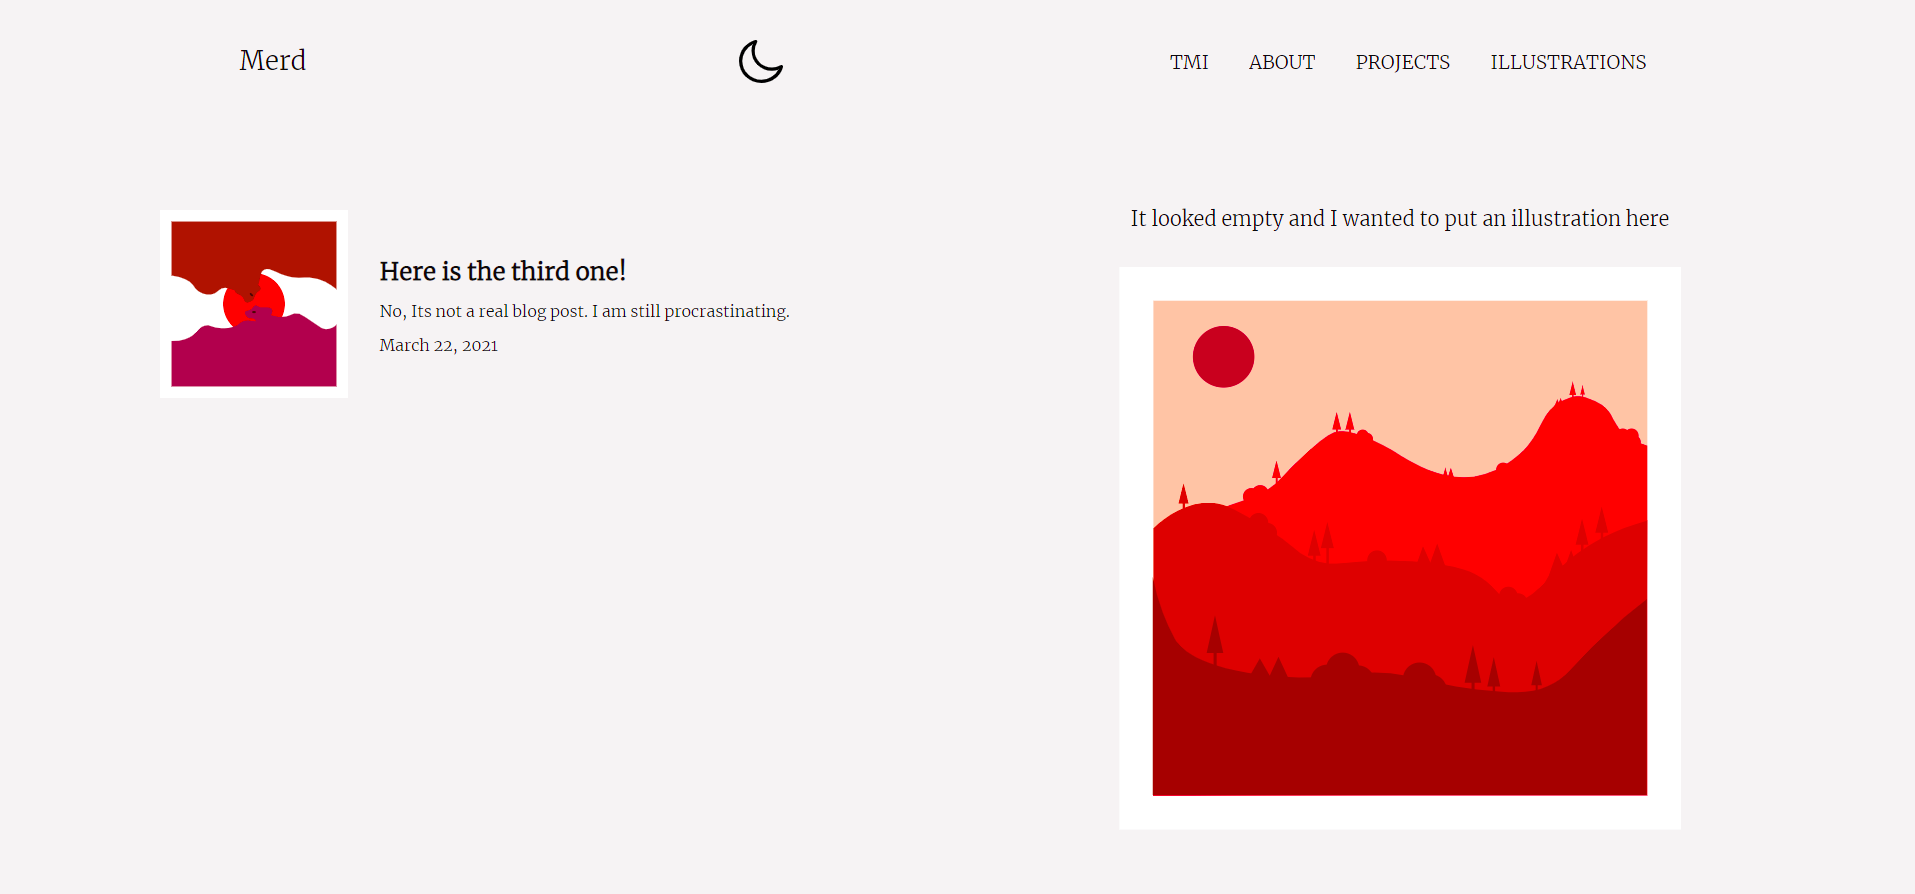 Merd
TMI ABOUT PROJECTS ILLUSTRATIONS
Here is the third one!
No, Its not a real blog post. I am still procrastinating.
March 22, 2021
It looked empty and I wanted to put an illustration here